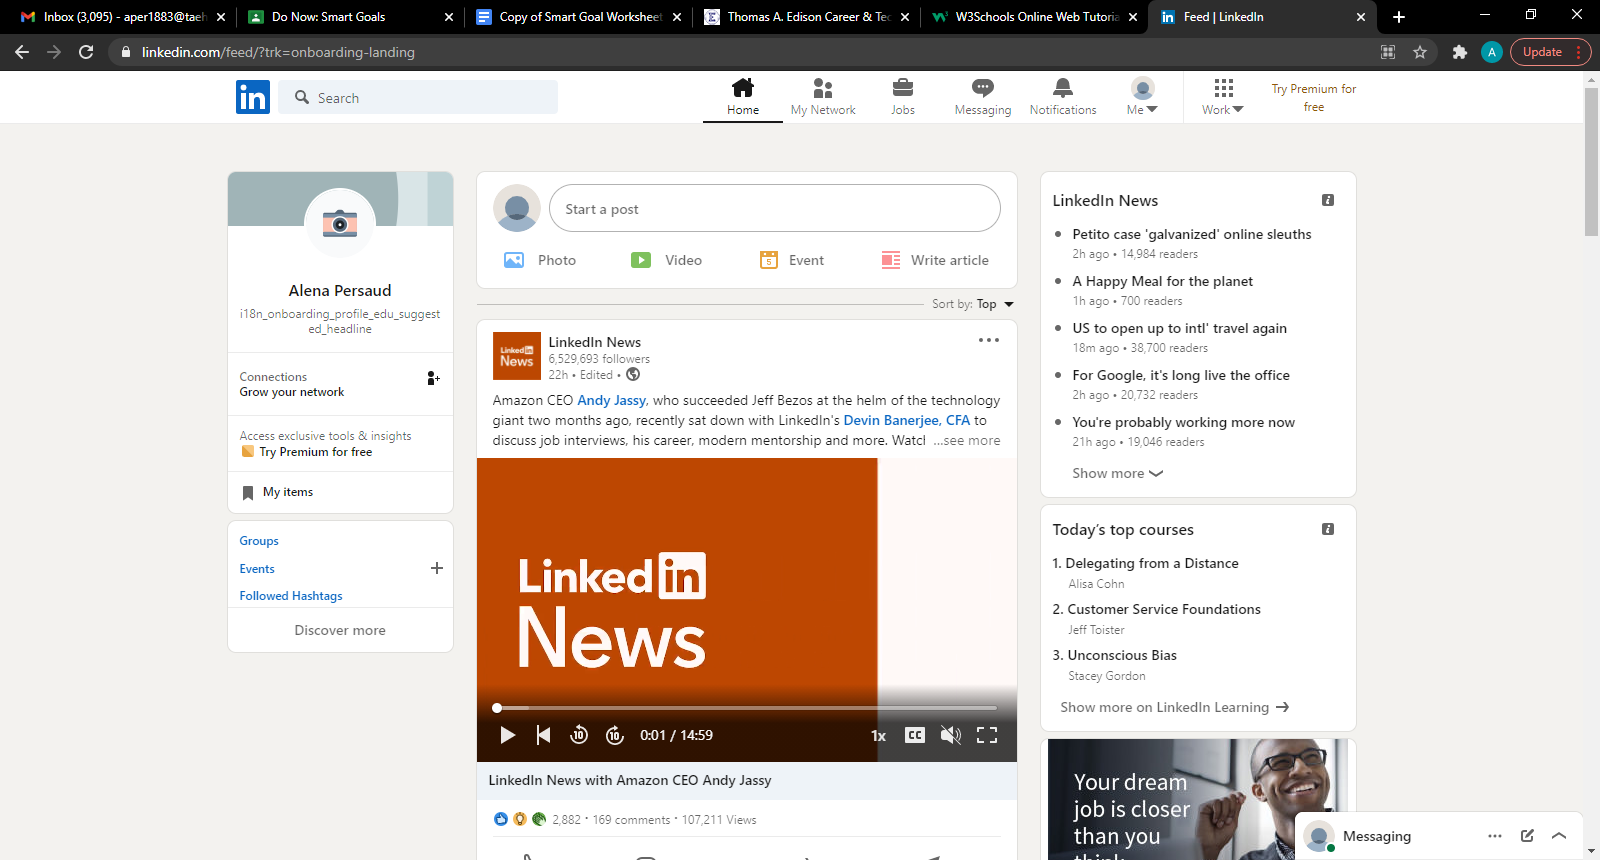 Inbox (3,095) - aper1883@taeh
Do Now: Smart Goals
Copy of Smart Goal Worksheet
Thomas A. Edison Career & Tec
W3Schools Online Web Tutoria
Feed | LinkedIn
linkedin.com/feed/?trk=onboarding-landing
A
Update
in
Search
Home
My Network
Jobs
Messaging
Notifications
Me
Work
Try Premium for
free
Alena Persaud
i18n_onboarding_profile_edu_suggest
ed_headline
Connections
Grow your network
Access exclusive tools & insights
Try Premium for free
My items
Groups
Events
Followed Hashtags
Discover more
Start a post
Photo
Video
5
Event
Write article
Sort by: Top
Linkedin
News
LinkedIn News
6,529,693 followers
22h • Edited •
Amazon CEO Andy Jassy, who succeeded Jeff Bezos at the helm of the technology
giant two months ago, recently sat down with LinkedIn's Devin Banerjee, CFA to
discuss job interviews, his career, modern mentorship and more. Watch ...see more
Linkedin
News
10
10
0:01 / 14:59
1x
CC
LinkedIn News with Amazon CEO Andy Jassy
2,882 • 169 comments • 107,211 Views
LinkedIn News
Petito case 'galvanized' online sleuths
2h ago • 14,984 readers
A Happy Meal for the planet
1h ago • 700 readers
US to open up to intl' travel again
18m ago • 38,700 readers
For Google, it's long live the office
2h ago • 20,732 readers
You're probably working more now
21h ago • 19,046 readers
Show more
Today's top courses
1. Delegating from a Distance
Alisa Cohn
2. Customer Service Foundations
Jeff Toister
3. Unconscious Bias
Stacey Gordon
Show more on LinkedIn Learning
Your dream
job is closer
than you
think
Messaging